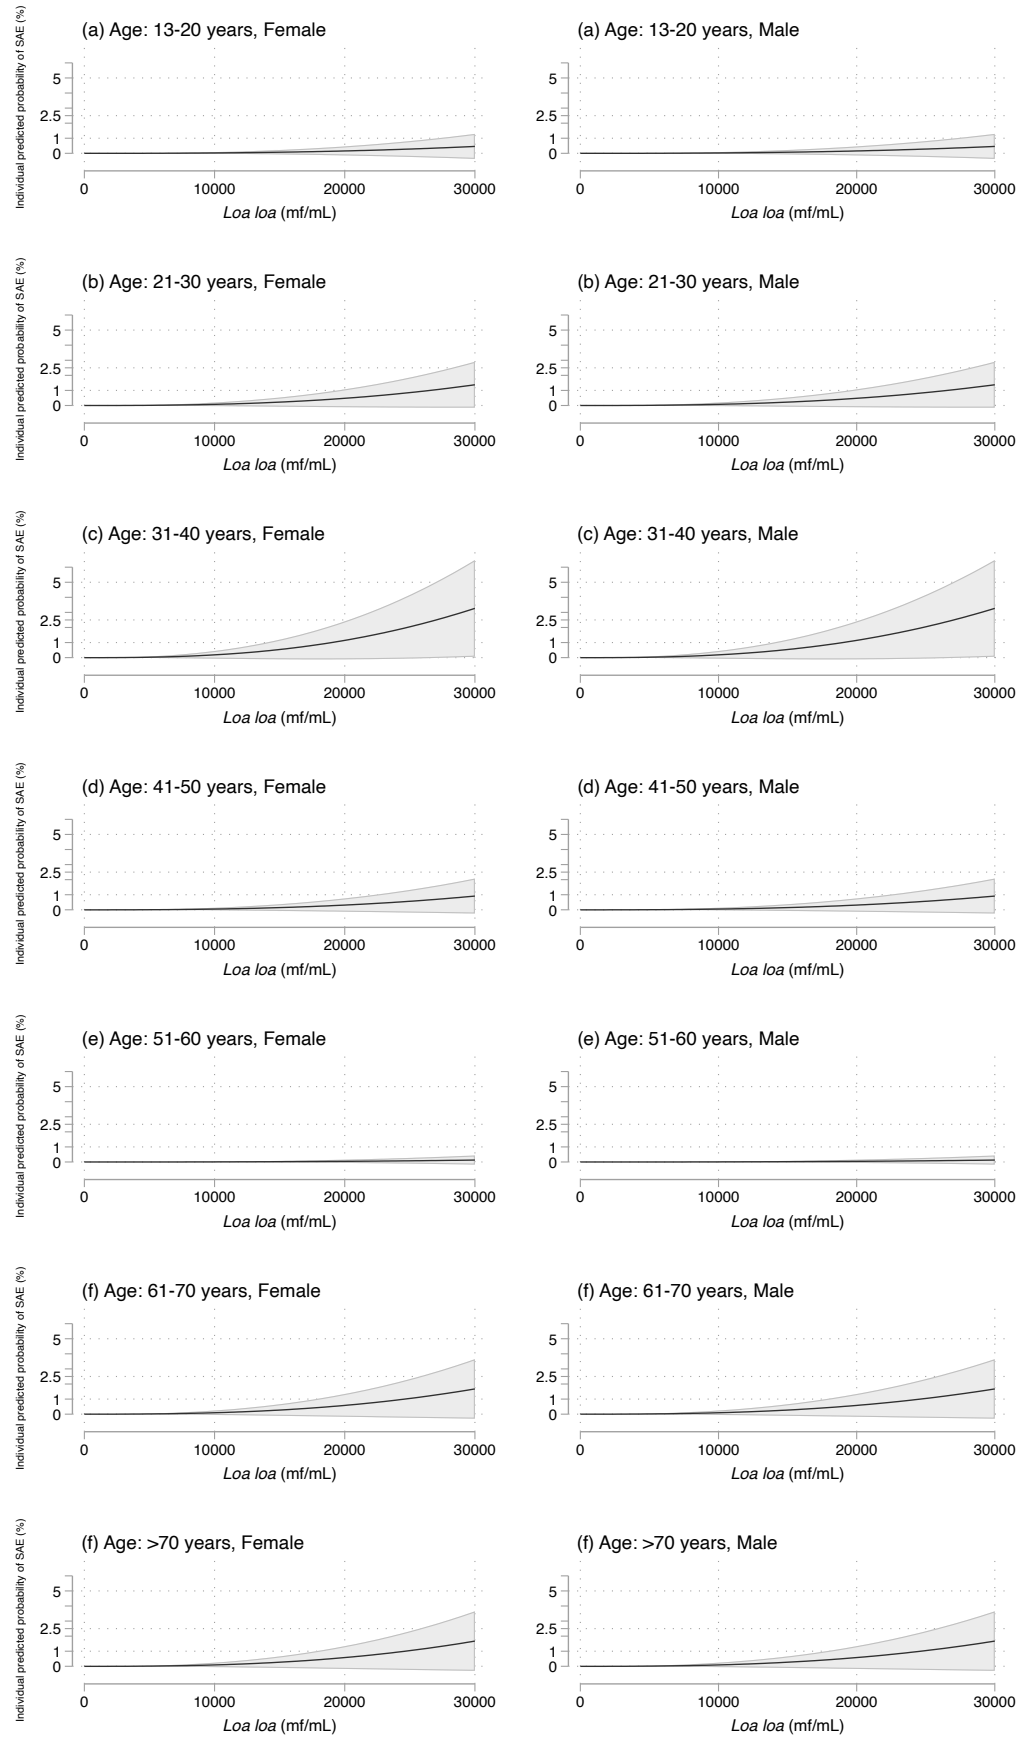 (a) Age: 13-20 years, Female
Individual predicted probability of SAE (%)
5
2.5
1
0
0 10000 20000 30000
Loa loa (mf/mL)
(a) Age: 13-20 years, Male
5
2.5
1
0
0 10000 20000 30000
Loa loa (mf/mL)
(b) Age: 21-30 years, Female
Individual predicted probability of SAE (%)
5
2.5
1
0
0 10000 20000 30000
Loa loa (mf/mL)
(b) Age: 21-30 years, Male
5
2.5
1
0
0 10000 20000 30000
Loa loa (mf/mL)
(c) Age: 31-40 years, Female
Individual predicted probability of SAE (%)
5
2.5
1
0
0 10000 20000 30000
Loa loa (mf/mL)
(c) Age: 31-40 years, Male
5
2.5
1
0
0 10000 20000 30000
Loa loa (mf/mL)
(d) Age: 41-50 years, Female
Individual predicted probability of SAE (%)
5
2.5
1
0
0 10000 20000 30000
Loa loa (mf/mL)
(d) Age: 41-50 years, Male
5
2.5
1
0
0 10000 20000 30000
Loa loa (mf/mL)
(e) Age: 51-60 years, Female
Individual predicted probability of SAE (%)
5
2.5
1
0
0 10000 20000 30000
Loa loa (mf/mL)
(e) Age: 51-60 years, Male
5
2.5
1
0
0 10000 20000 30000
Loa loa (mf/mL)
(f) Age: 61-70 years, Female
Individual predicted probability of SAE (%)
5
2.5
1
0
0 10000 20000 30000
Loa loa (mf/mL)
(f) Age: 61-70 years, Male
5
2.5
1
0
0 10000 20000 30000
Loa loa (mf/mL)
(f) Age: >70 years, Female
Individual predicted probability of SAE (%)
5
2.5
1
0
0 10000 20000 30000
Loa loa (mf/mL)
(f) Age: >70 years, Male
5
2.5
1
0
0 10000 20000 30000
Loa loa (mf/mL)